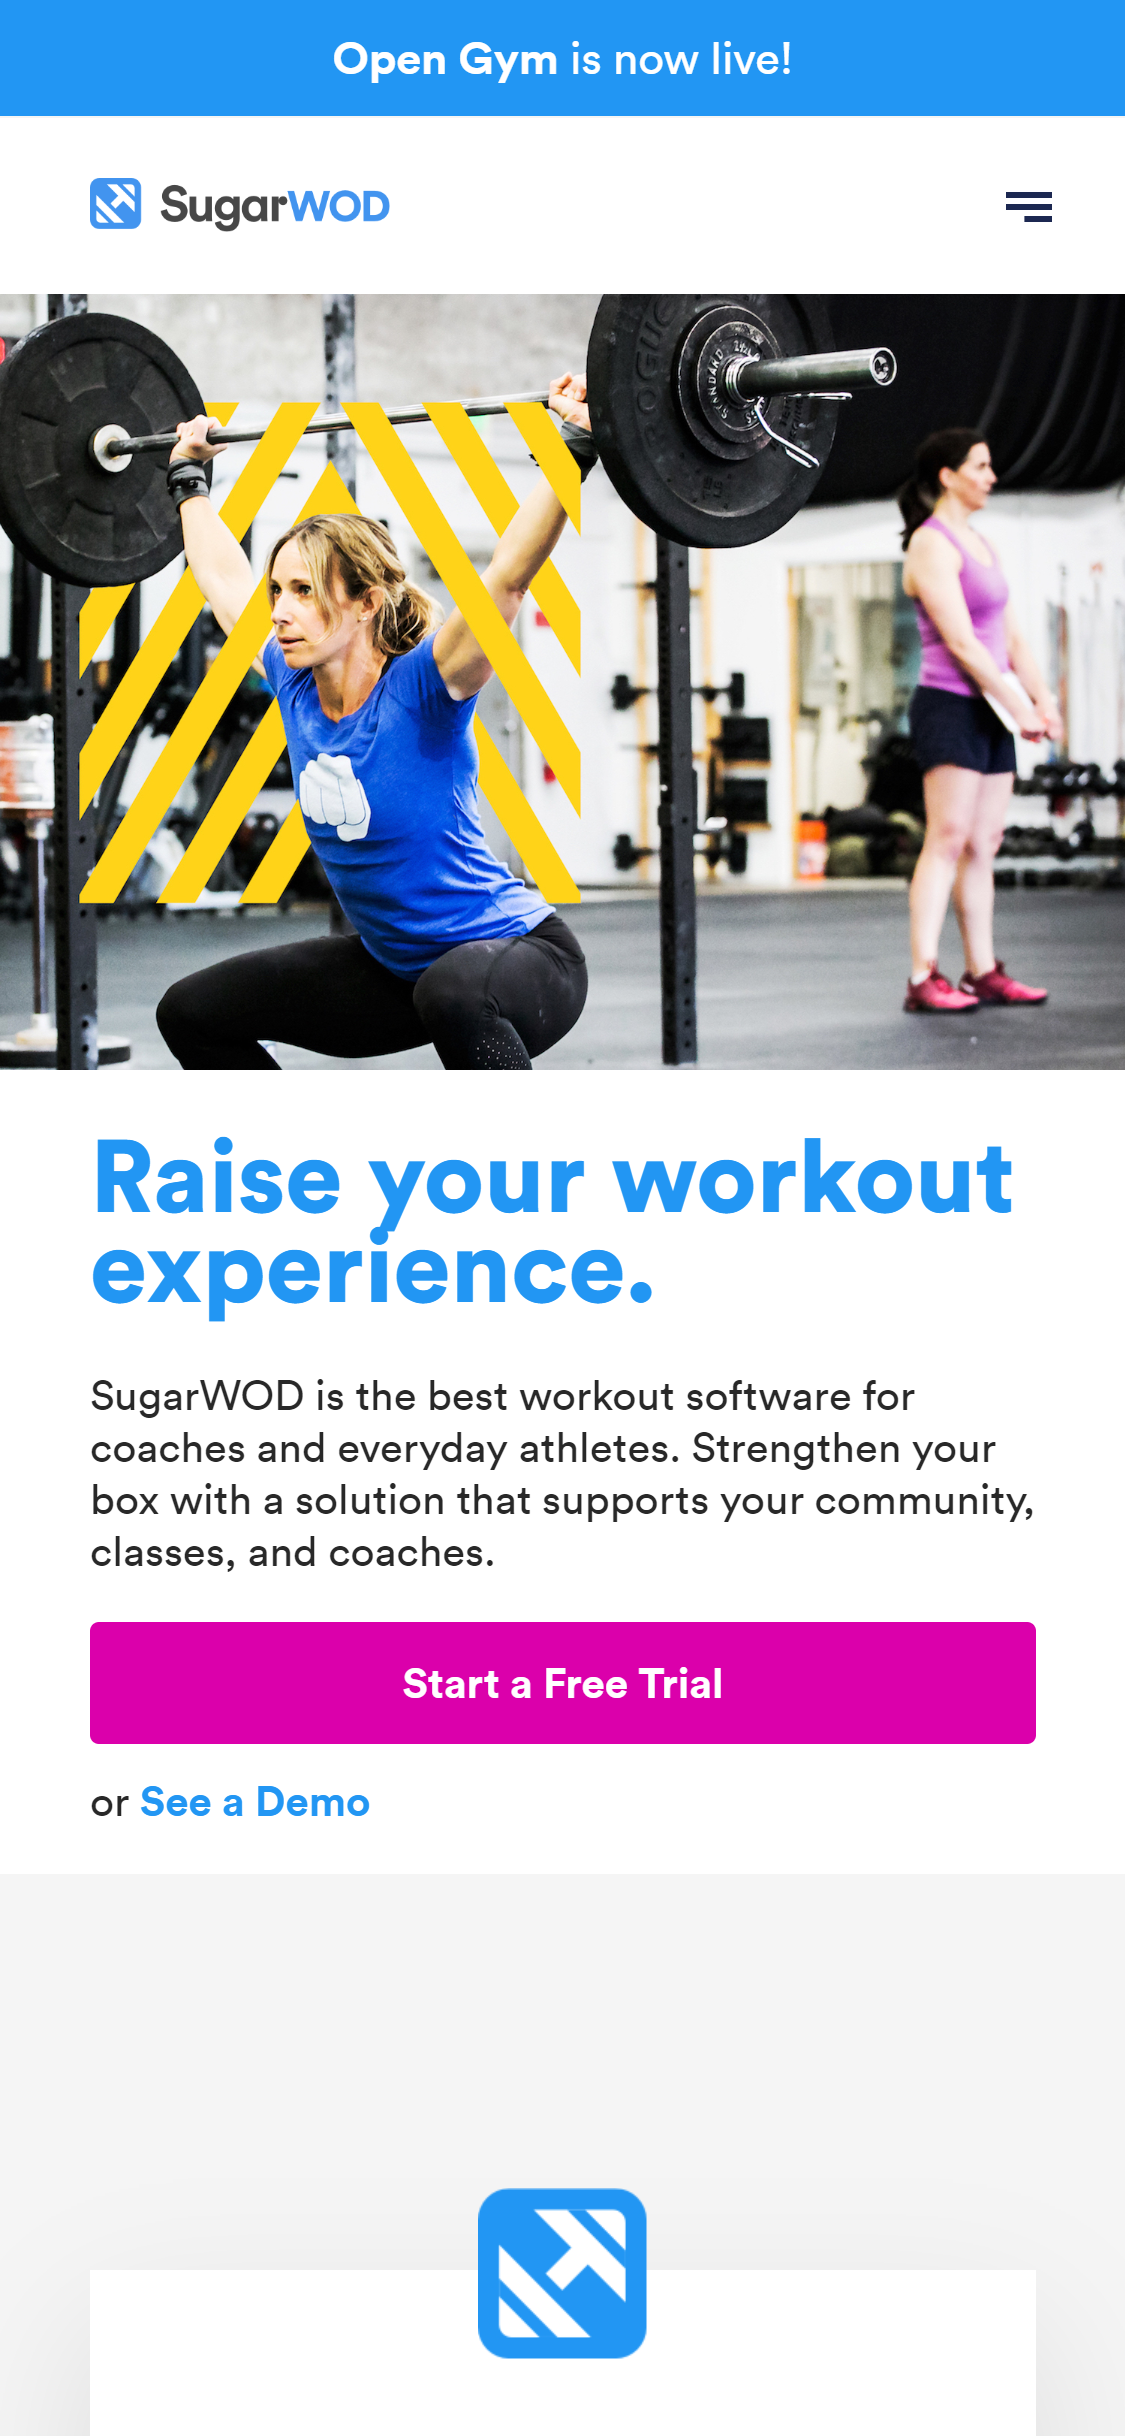 Open Gym is now live!
SugarWOD
Raise your workout
experience.
SugarWOD is the best workout software for
coaches and everyday athletes. Strengthen your
box with a solution that supports your community,
classes, and coaches.
Start a Free Trial
or See a Demo